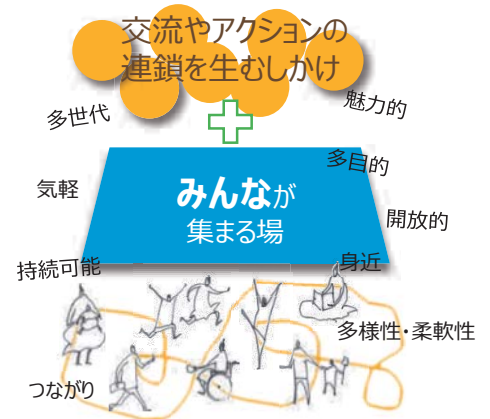 交流やアクションの
連鎖を生むしかけ
多世代
魅力的
多目的
気軽
みんなが
集まる場
開放的
持続可能
身近
多様性・柔軟性
つながり